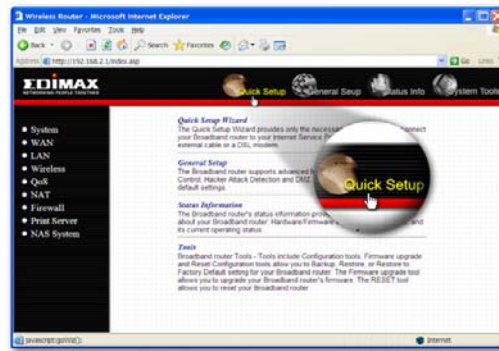 Wireless Router - Microsoft Internet Explorer
File Edit View Favorites Tools Help
Back Search Favorites
Address http://192.168.2.1/index.asp Go Links
EDIMAX
NETWORKING PEOPLE TOGETHER
Quick Setup General Setup Status Info System Tools
System
WAN
LAN
Wireless
QoS
NAT
Firewall
Print Server
NAS System
Quick Setup Wizard
The Quick Setup Wizard provides only the necessary connect
your Broadband router to your Internet Service
external cable or a DSL modem.
General Setup
The Broadband router supports advanced
Control, Hacker Attack Detection and DMZ
default settings.
Quick Setup
Status Information
The Broadband router's status information
about your Broadband router: Hardware/Firmware and
its current operating status.
Tools
Broadband router Tools - Tools include Configuration tools, Firmware upgrade
and Reset. Configuration tools allow you to Backup, Restore, or Restore to
Factory Default setting for your Broadband router. The Firmware upgrade tool
allows you to upgrade your Broadband router's firmware. The RESET tool
allows you to reset your Broadband router.
javascript:goWiz(); Internet